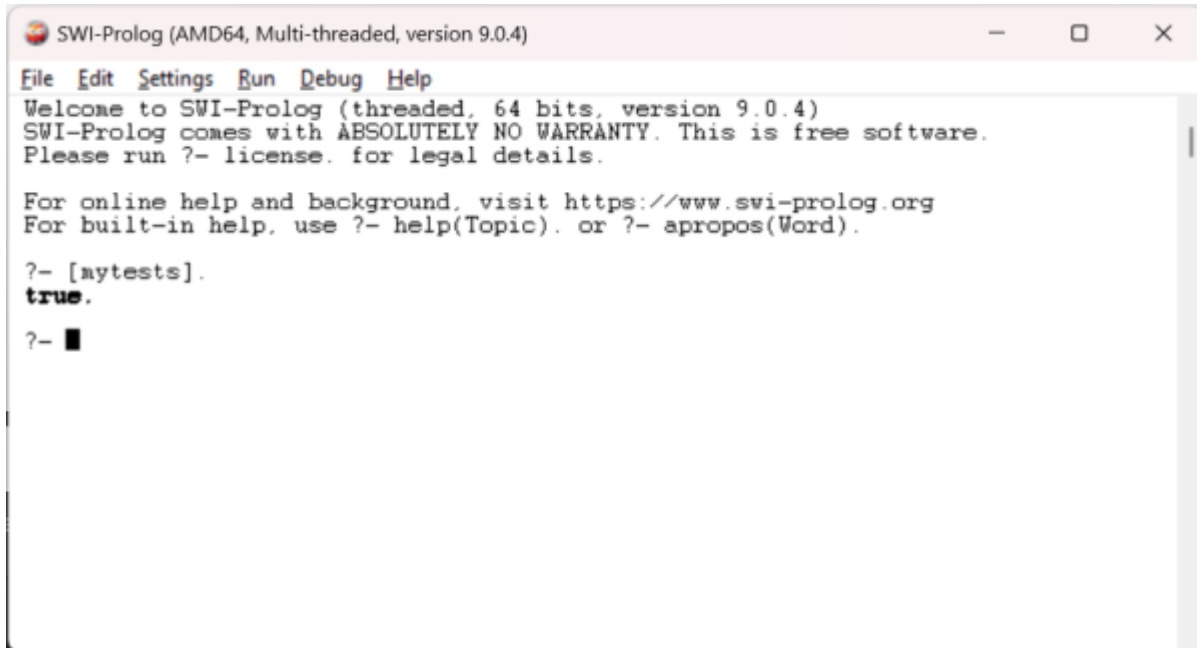 SWI-Prolog (AMD64, Multi-threaded, version 9.0.4)
File Edit Settings Run Debug Help
Welcome to SWI-Prolog (threaded, 64 bits, version 9.0.4)
SWI-Prolog comes with ABSOLUTELY NO WARRANTY. This is free software.
Please run ?- license. for legal details.
For online help and background, visit https://www.swi-prolog.org
For built-in help, use ?- help(Topic). or ?- apropos(Word).
?- [mytests].
true.
?-